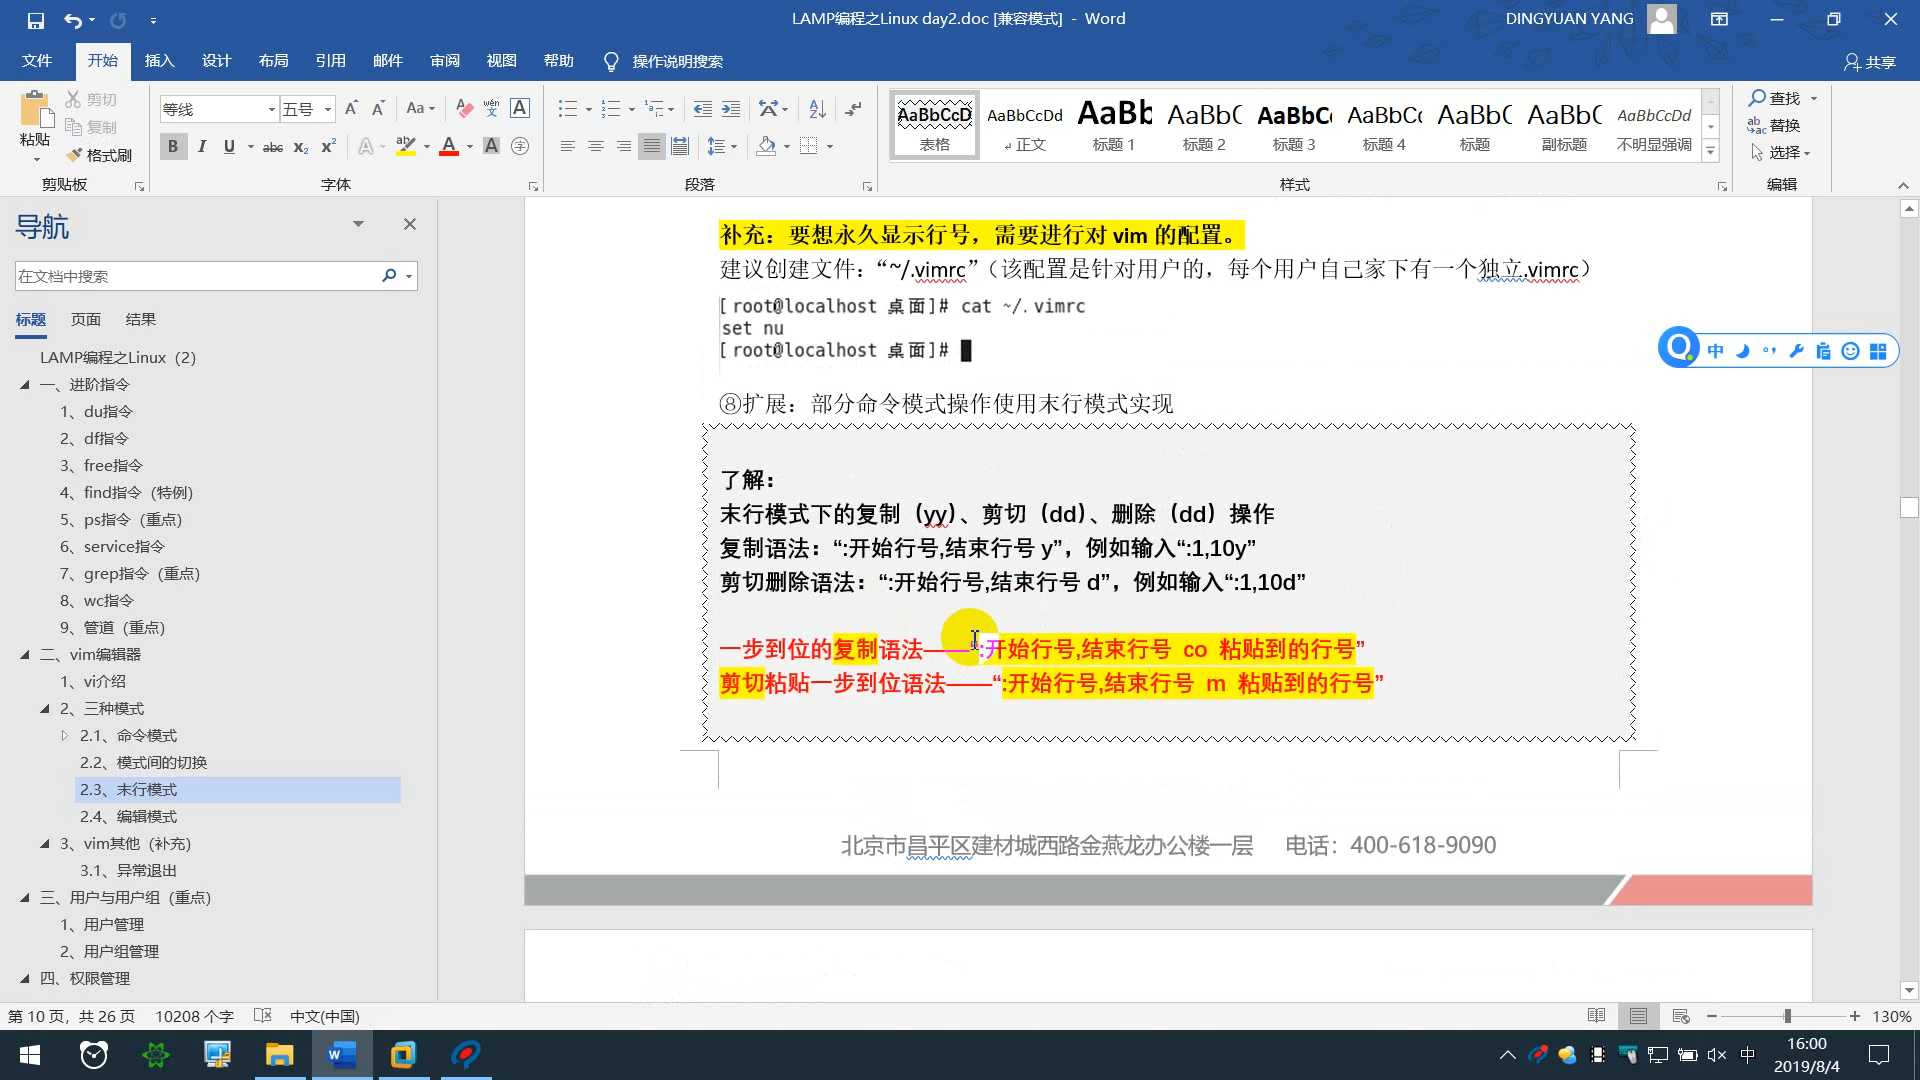 LAMP编程之Linux day2.doc [兼容模式] - Word
DINGYUAN YANG
文件 开始 插入 设计 布局 引用 邮件 审阅 视图 帮助 操作说明搜索
共享
粘贴
剪切
复制
格式刷
剪贴板
等线 五号
字体
段落
AaBbCcD 表格
AaBbCcDd 正文
AaBb 标题 1
AaBb( 标题 2
AaBbC 标题 3
AaBbC 标题 4
AaBb( 标题
AaBb( 副标题
AaBbCcDd 不明显强调
样式
查找
替换
选择
编辑
导航
在文档中搜索
标题 页面 结果
LAMP编程之Linux（2）
一、进阶指令
1、du指令
2、df指令
3、free指令
4、find指令（特例）
5、ps指令（重点）
6、service指令
7、grep指令（重点）
8、wc指令
9、管道（重点）
二、vim编辑器
1、vi介绍
2、三种模式
2.1、命令模式
2.2、模式间的切换
2.3、末行模式
2.4、编辑模式
3、vim其他（补充）
3.1、异常退出
三、用户与用户组（重点）
1、用户管理
2、用户组管理
四、权限管理
补充：要想永久显示行号，需要进行对 vim 的配置。
建议创建文件：“~/.vimrc”（该配置是针对用户的，每个用户自己家下有一个独立.vimrc）
[root@localhost 桌面]# cat ~/.vimrc
set nu
[root@localhost 桌面]#
⑧扩展：部分命令模式操作使用末行模式实现
了解：
末行模式下的复制（yy）、剪切（dd）、删除（dd）操作
复制语法：“:开始行号,结束行号 y”，例如输入“:1,10y”
剪切删除语法：“:开始行号,结束行号 d”，例如输入“:1,10d”
一步到位的复制语法——“:开始行号,结束行号 co 粘贴到的行号”
剪切粘贴一步到位语法——“:开始行号,结束行号 m 粘贴到的行号”
北京市昌平区建材城西路金燕龙办公楼一层 电话：400-618-9090
中
第 10 页，共 26 页 10208 个字 中文(中国)
130%
中
16:00
2019/8/4